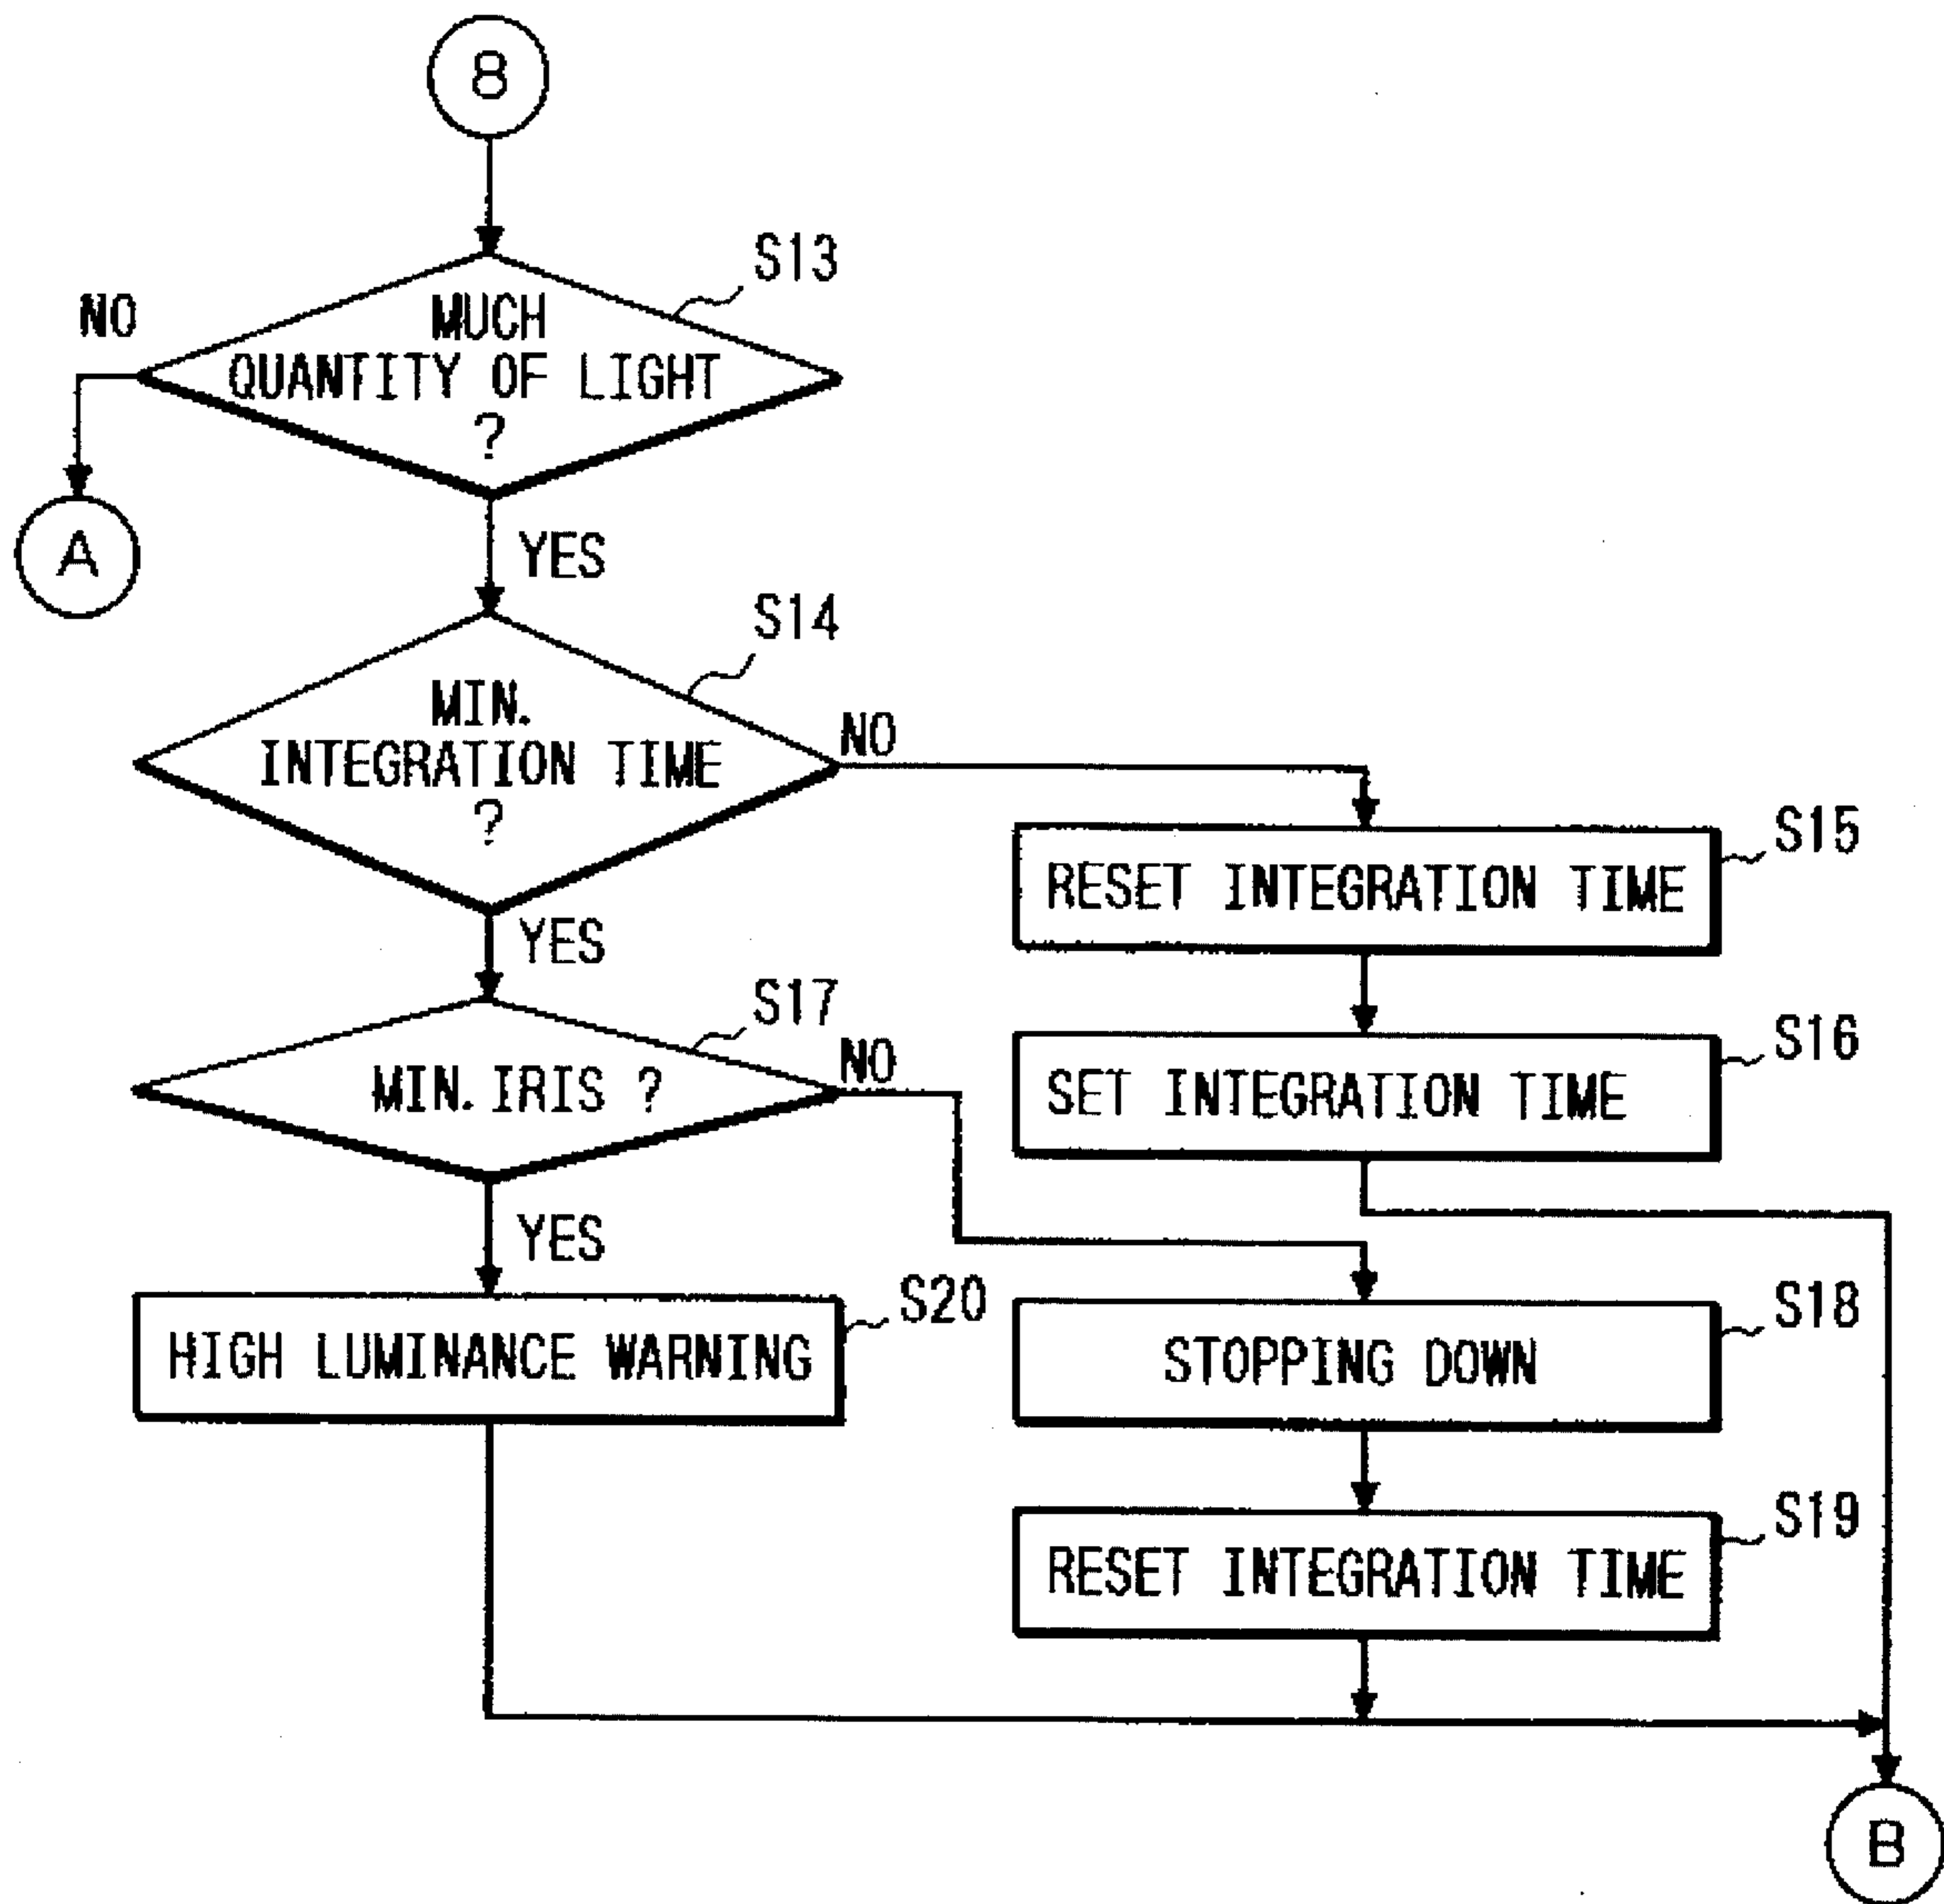 8
S13
NO
MUCH
QUANTITY OF LIGHT
?
A
YES
S14
MIN.
INTEGRATION TIME
?
NO
S15
RESET INTEGRATION TIME
YES
S17
S16
NO
MIN. IRIS ?
SET INTEGRATION TIME
YES
S20
S18
HIGH LUMINANCE WARNING
STOPPING DOWN
S19
RESET INTEGRATION TIME
B